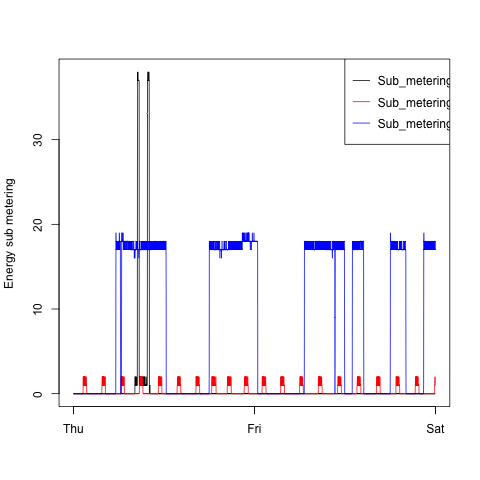 Sub_metering
Sub_metering
Sub_metering
Energy sub metering
30
20
10
0
Thu
Fri
Sat